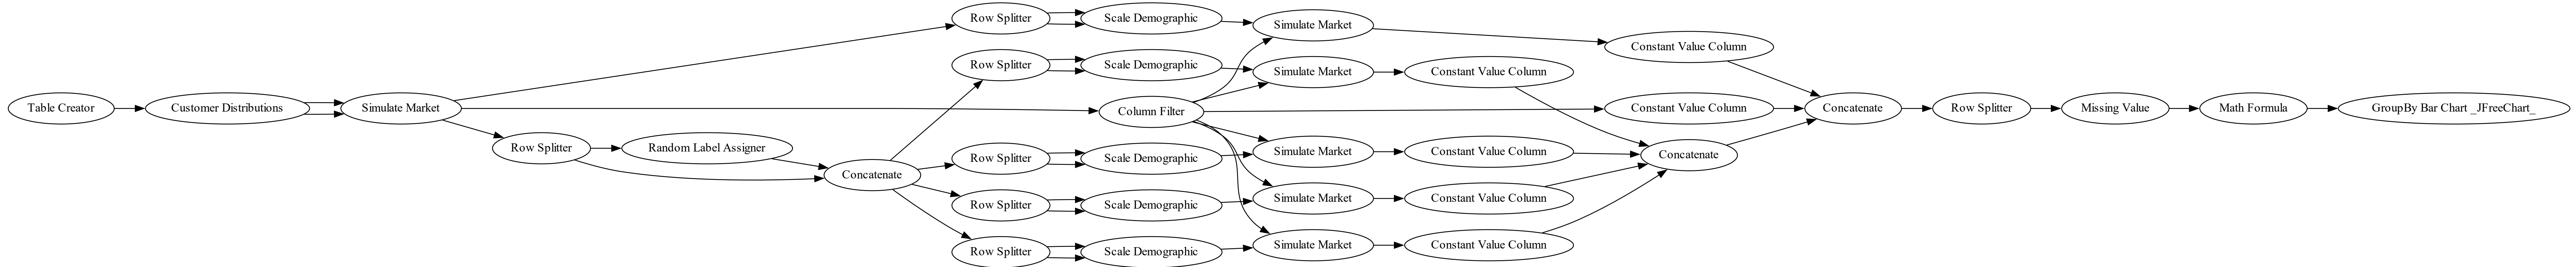 Table Creator
Customer Distributions
Simulate Market
Row Splitter
Random Label Assigner
Concatenate
Row Splitter
Scale Demographic
Simulate Market
Constant Value Column
Row Splitter
Scale Demographic
Simulate Market
Constant Value Column
Column Filter
Constant Value Column
Row Splitter
Scale Demographic
Simulate Market
Constant Value Column
Row Splitter
Scale Demographic
Simulate Market
Constant Value Column
Row Splitter
Scale Demographic
Simulate Market
Constant Value Column
Concatenate
Concatenate
Row Splitter
Missing Value
Math Formula
GroupBy Bar Chart _JFreeChart_